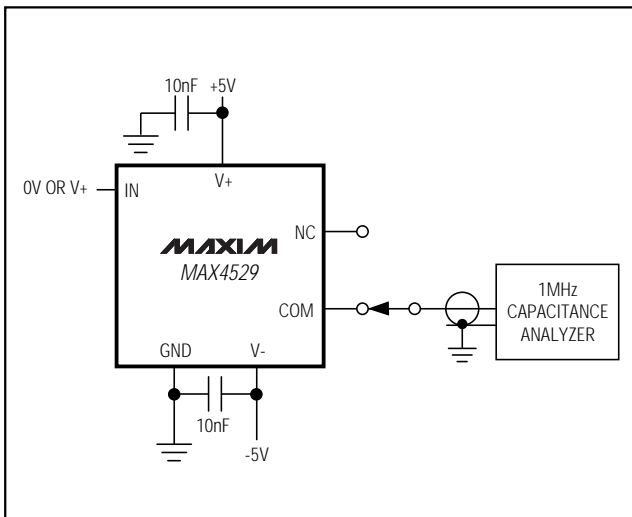 10nF +5V
V+
0V OR V+
IN
NC
MAXIM
MAX4529
COM
1MHz
CAPACITANCE
ANALYZER
GND
V-
10nF
-5V